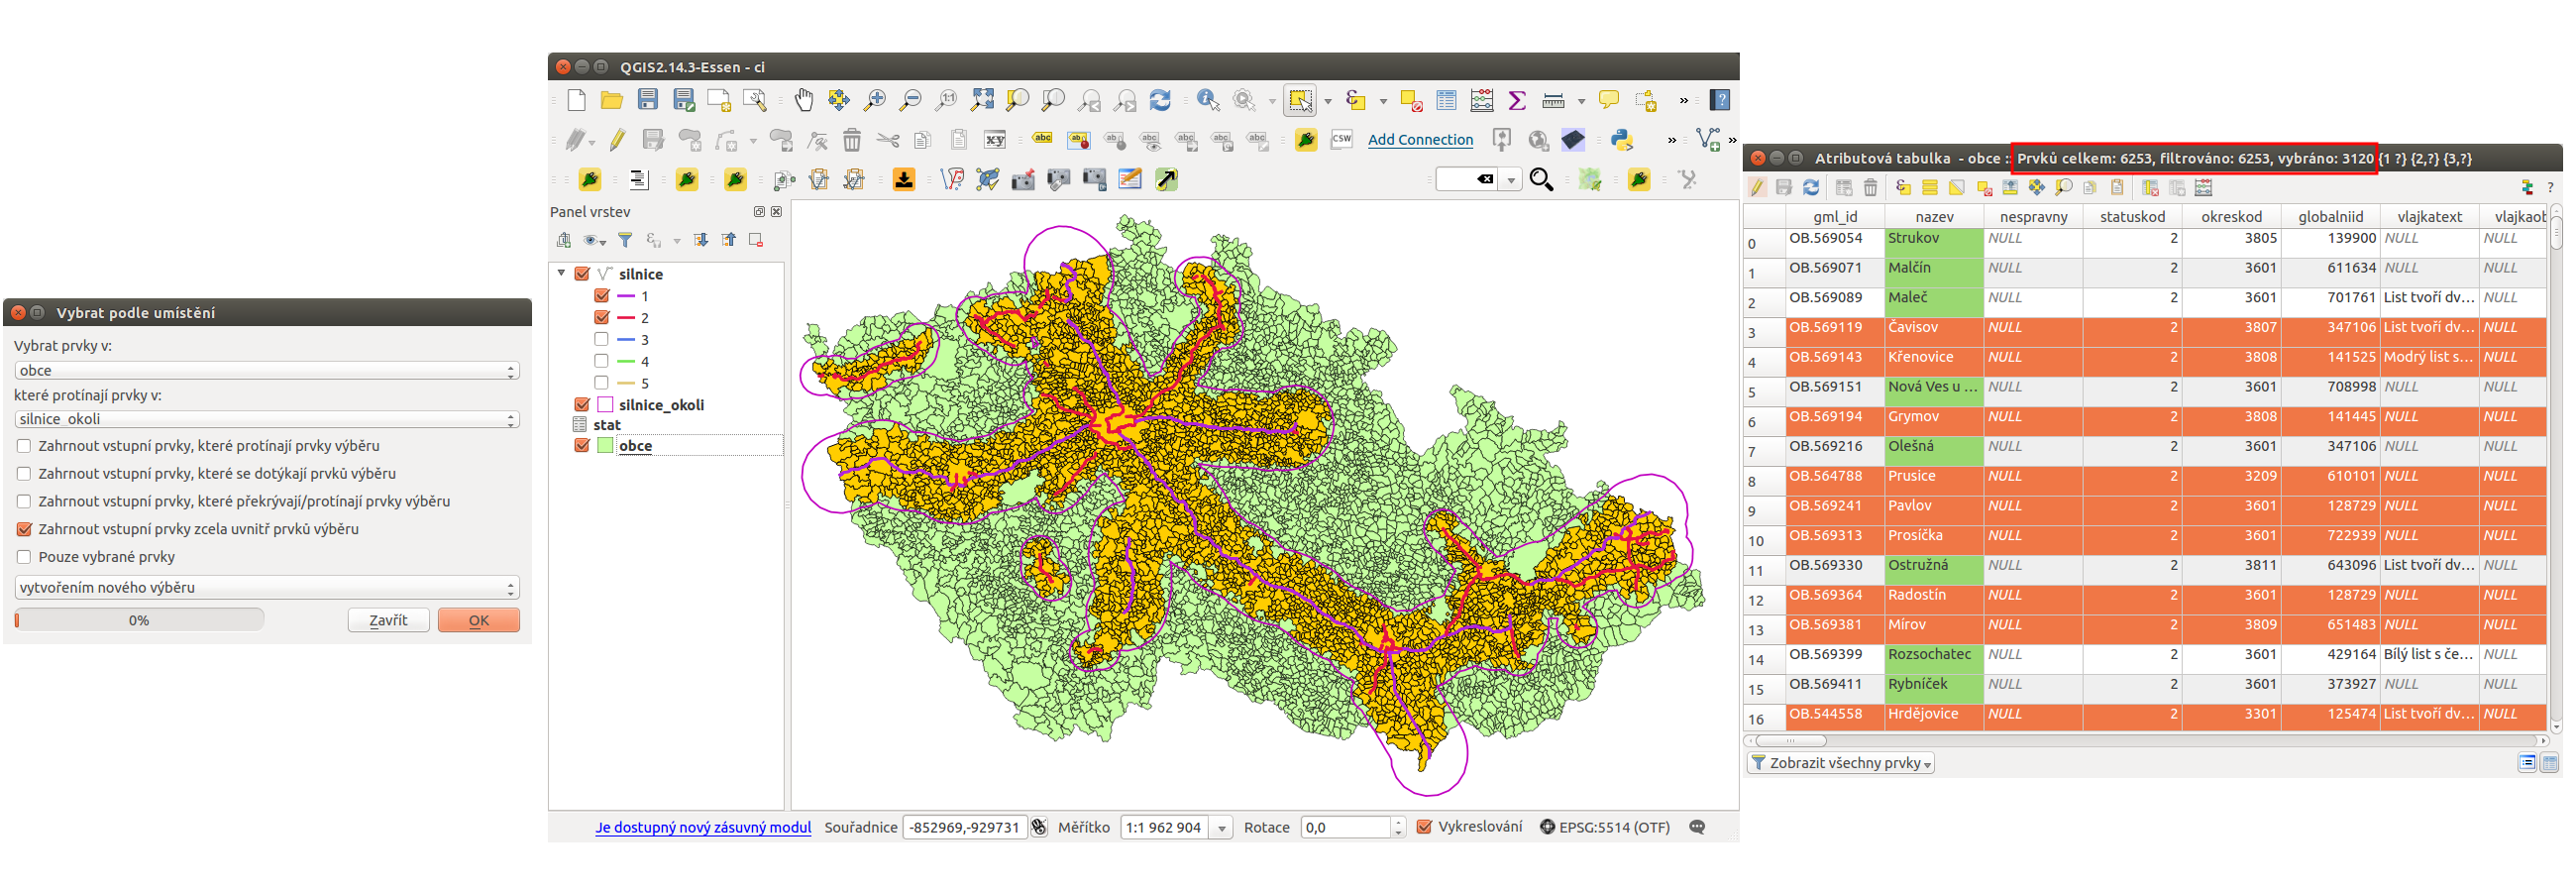 Vybrat podle umístění
Vybrat prvky v:
obce
které protínají prvky v:
silnice_okoli
Zahrnout vstupní prvky, které protínají prvky výběru
Zahrnout vstupní prvky, které se dotýkají prvků výběru
Zahrnout vstupní prvky, které překrývají/protínají prvky výběru
Zahrnout vstupní prvky zcela uvnitř prvků výběru
Pouze vybrané prvky
vytvořením nového výběru
0% Zavřít OK
QGIS2.14.3-Essen - ci
Add Connection
Panel vrstev
silnice
1
2
3
4
5
silnice_okoli
stat
obce
Je dostupný nový zásuvný modul Souřadnice -852969,-929731 Měřítko 1:1 962 904 Rotace 0,0 Vykreslování EPSG:5514 (OTF)
Atributová tabulka - obce :: Prvků celkem: 6253, filtrováno: 6253, vybráno: 3120 {1 ?} {2,?} {3,?}
gml_id nazev nespravny statuskod okreskod globalniid vlajkatext vlajkaob
0 OB.569054 Strukov NULL 2 3805 139900 NULL NULL
1 OB.569071 Malčín NULL 2 3601 611634 NULL NULL
2 OB.569089 Maleč NULL 2 3601 701761 List tvoří dv... NULL
3 OB.569119 Čavisov NULL 2 3807 347106 List tvoří dv... NULL
4 OB.569143 Křenovice NULL 2 3808 141525 Modrý list s... NULL
5 OB.569151 Nová Ves u ... NULL 2 3601 708998 NULL NULL
6 OB.569194 Grymov NULL 2 3808 141445 NULL NULL
7 OB.569216 Olešná NULL 2 3601 347106 NULL NULL
8 OB.564788 Prusice NULL 2 3209 610101 NULL NULL
9 OB.569241 Pavlov NULL 2 3601 128729 NULL NULL
10 OB.569313 Prosíčka NULL 2 3601 722939 NULL NULL
11 OB.569330 Ostružná NULL 2 3811 643096 List tvoří dv... NULL
12 OB.569364 Radostín NULL 2 3601 128729 NULL NULL
13 OB.569381 Mírov NULL 2 3809 651483 NULL NULL
14 OB.569399 Rozsochatec NULL 2 3601 429164 Bílý list s če... NULL
15 OB.569411 Rybníček NULL 2 3601 373927 NULL NULL
16 OB.544558 Hrdějovice NULL 2 3301 125474 List tvoří dv... NULL
Zobrazit všechny prvky